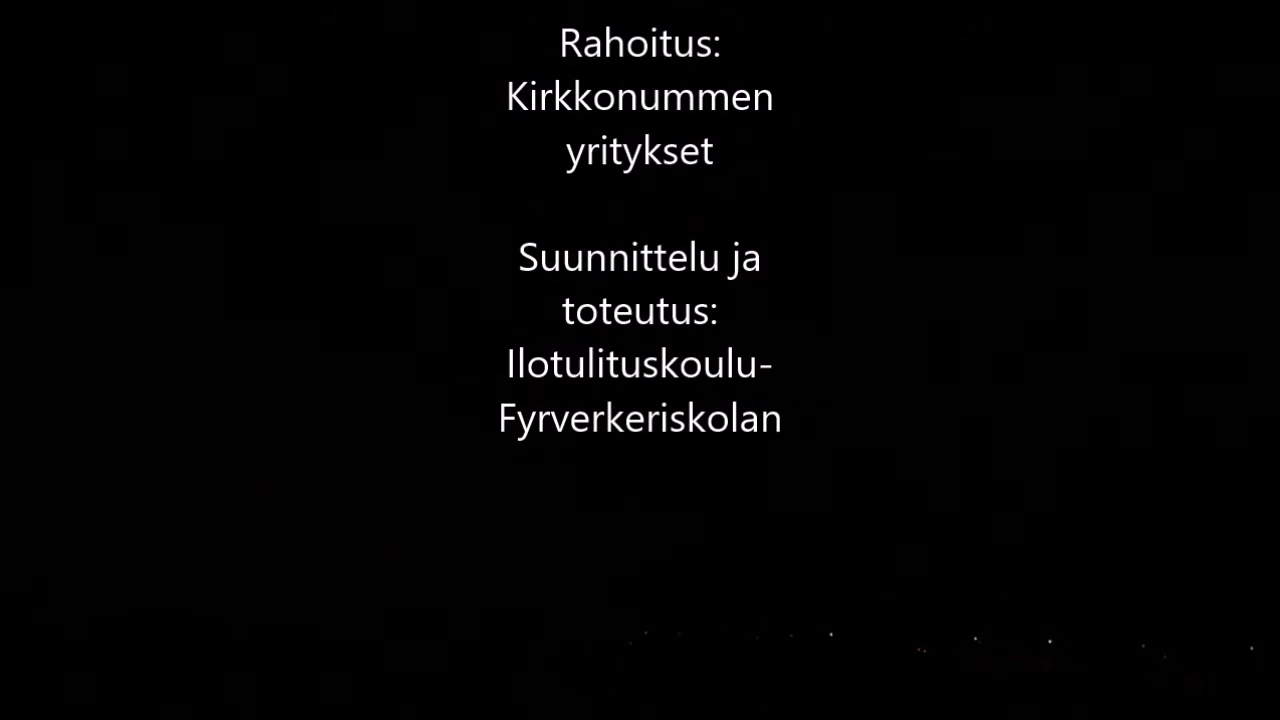 Rahoitus:
Kirkkonummen
yritykset
Suunnittelu ja
toteutus:
Ilotulituskoulu-
Fyrverkeriskolan